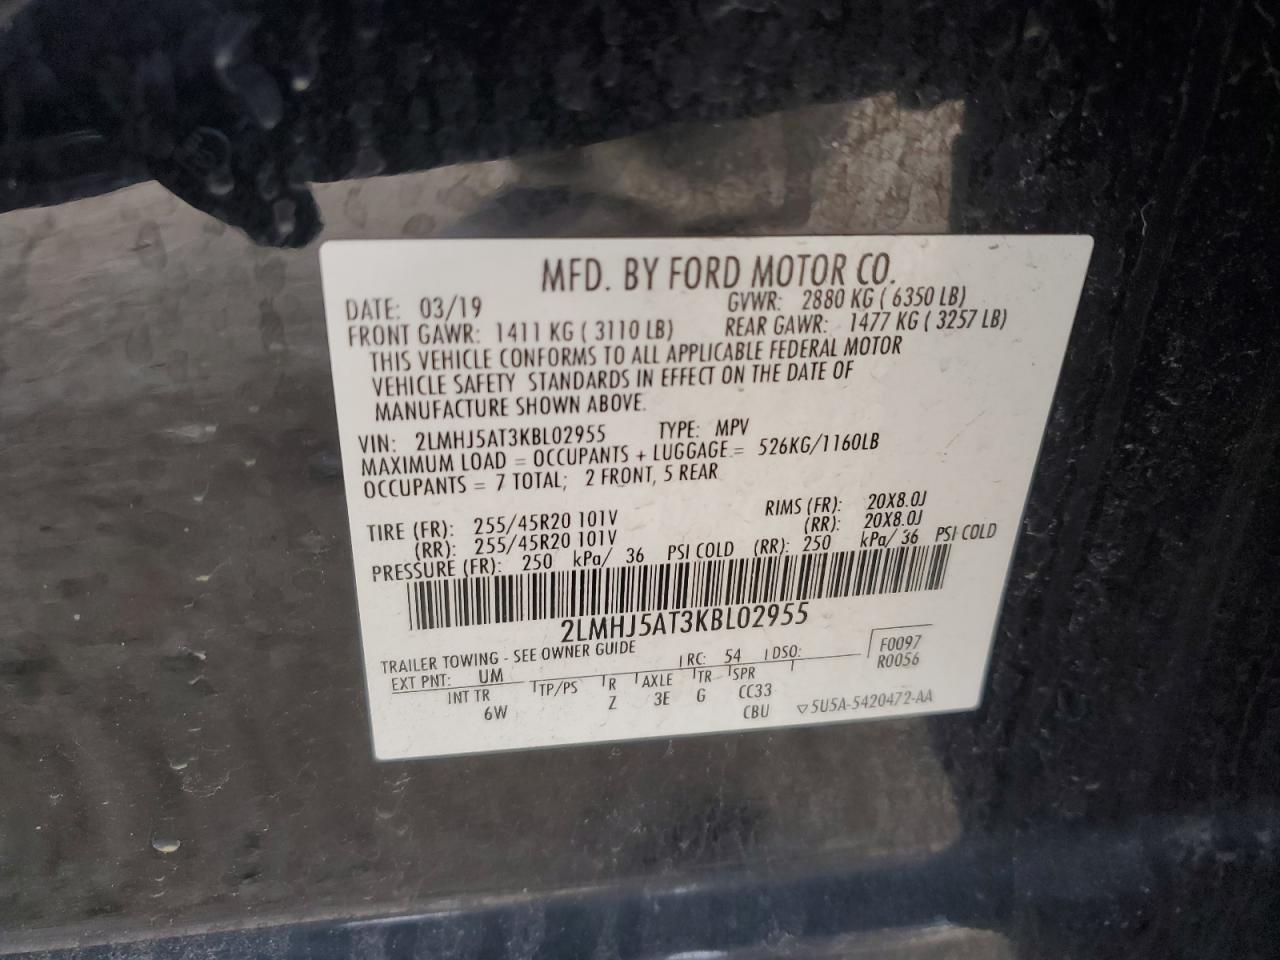 MFD. BY FORD MOTOR CO.
DATE: 03/19 GVWR: 2880 KG ( 6350 LB)
FRONT GAWR: 1411 KG ( 3110 LB) REAR GAWR: 1477 KG ( 3257 LB)
THIS VEHICLE CONFORMS TO ALL APPLICABLE FEDERAL MOTOR
VEHICLE SAFETY STANDARDS IN EFFECT ON THE DATE OF
MANUFACTURE SHOWN ABOVE.
VIN: 2LMHJ5AT3KBL02955 TYPE: MPV
MAXIMUM LOAD = OCCUPANTS + LUGGAGE = 526KG/1160LB
OCCUPANTS = 7 TOTAL; 2 FRONT, 5 REAR
TIRE (FR): 255/45R20 101V RIMS (FR): 20X8.0J
(RR): 255/45R20 101V (RR): 20X8.0J
PRESSURE (FR): 250 kPa/ 36 PSI COLD (RR): 250 kPa/ 36 PSI COLD
2LMHJ5AT3KBL02955
TRAILER TOWING - SEE OWNER GUIDE F0097
EXT PNT: UM RC: 54 DSO: R0056
INT TR TP/PS R AXLE TR SPR
6W Z 3E G CC33
CBU ▽5U5A-5420472-AA